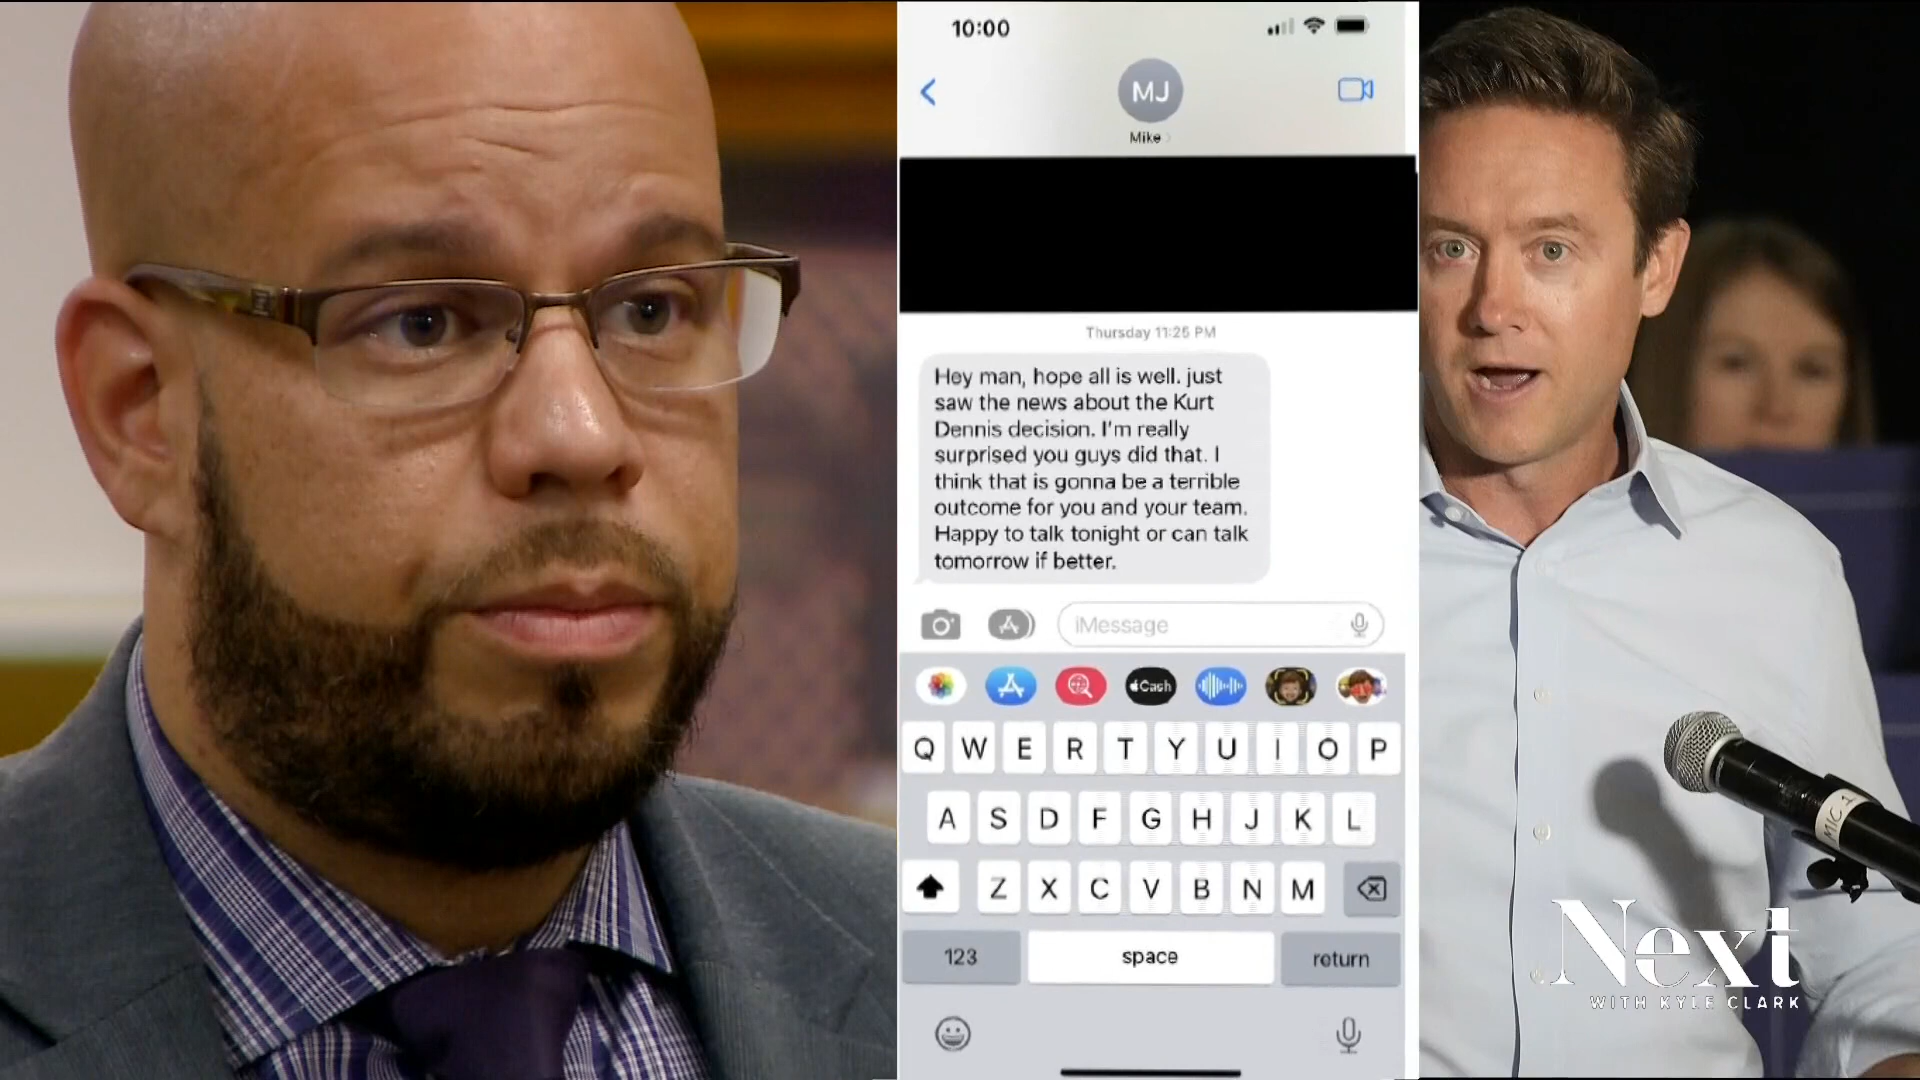 10:00
MJ
Mike
Thursday 11:25 PM
Hey man, hope all is well. just
saw the news about the Kurt
Dennis decision. I'm really
surprised you guys did that. I
think that is gonna be a terrible
outcome for you and your team.
Happy to talk tonight or can talk
tomorrow if better.
iMessage
Cash
Q W E R T Y U I O P
A S D F G H J K L
Z X C V B N M
123 space return
MIC 1
Next
WITH KYLE CLARK